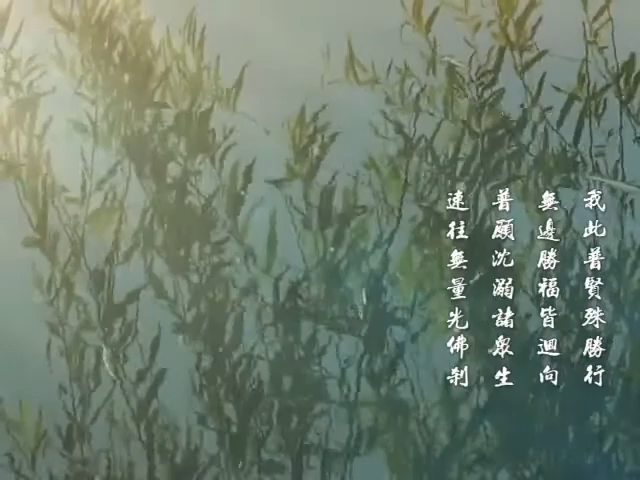 我此普賢殊勝行
無邊勝福皆迴向
普願沈溺諸眾生
速往無量光佛剎